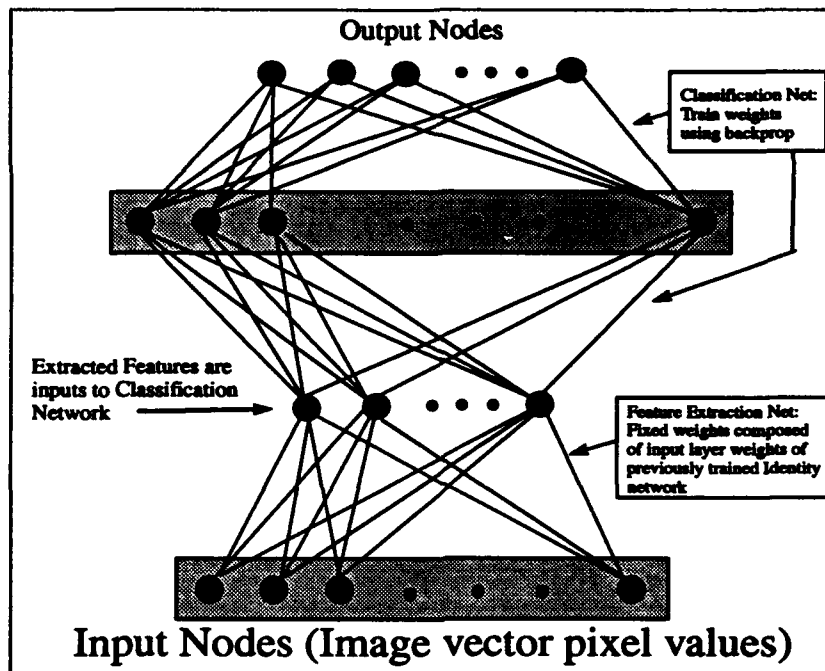 Output Nodes
Classification Net:
Train weights
using backprop
Extracted Features are
inputs to Classification
Network
Feature Extraction Net:
Fixed weights composed
of input layer weights of
previously trained Identity
network
Input Nodes (Image vector pixel values)